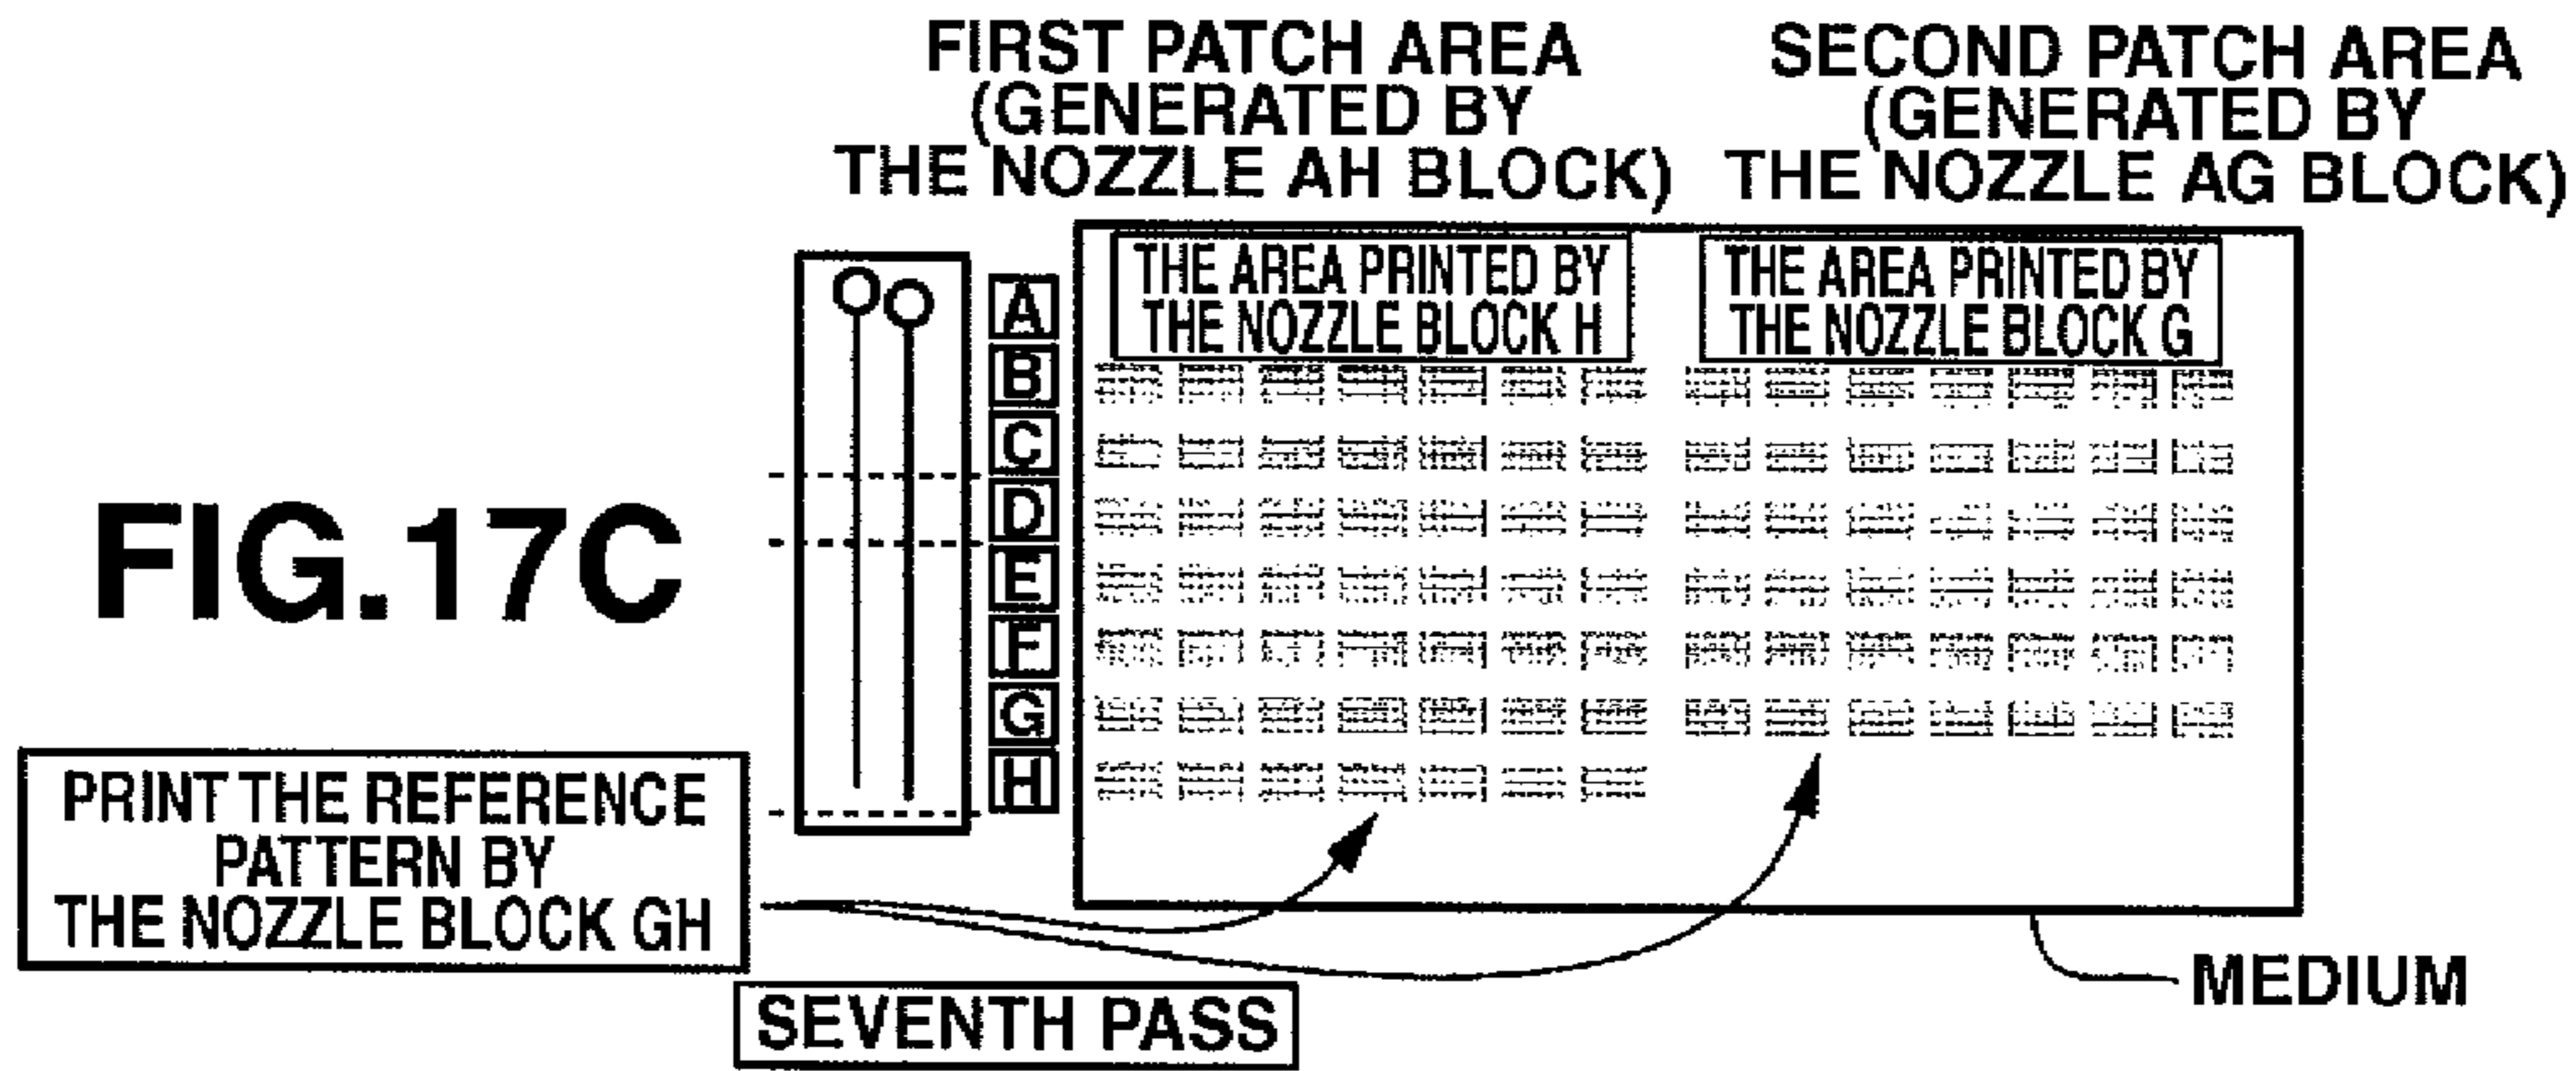 FIRST PATCH AREA
(GENERATED BY
THE NOZZLE AH BLOCK)
SECOND PATCH AREA
(GENERATED BY
THE NOZZLE AG BLOCK)
THE AREA PRINTED BY
THE NOZZLE BLOCK H
THE AREA PRINTED BY
THE NOZZLE BLOCK G
A
B
C
D
E
F
G
H
FIG.17C
PRINT THE REFERENCE
PATTERN BY
THE NOZZLE BLOCK GH
SEVENTH PASS
MEDIUM